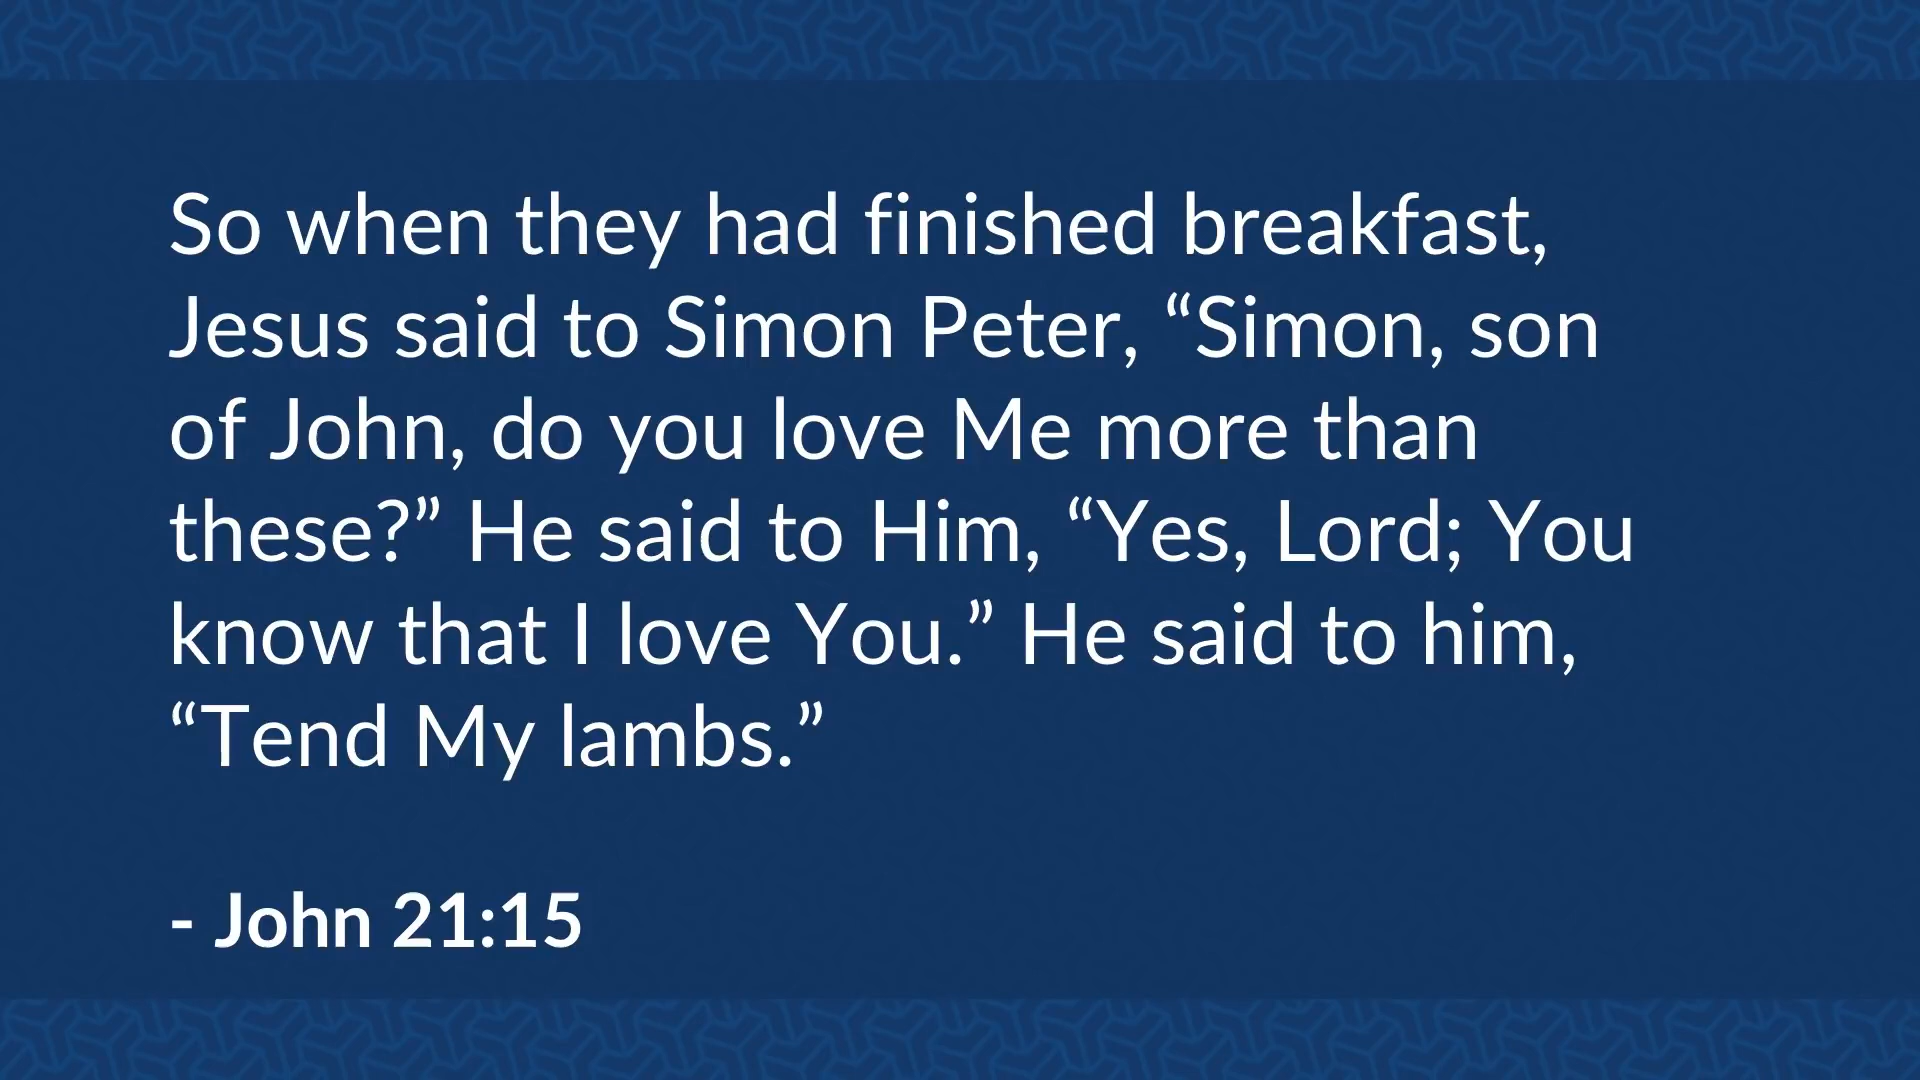 So when they had finished breakfast,
Jesus said to Simon Peter, “Simon, son
of John, do you love Me more than
these?” He said to Him, “Yes, Lord; You
know that I love You.” He said to him,
“Tend My lambs.”
- John 21:15